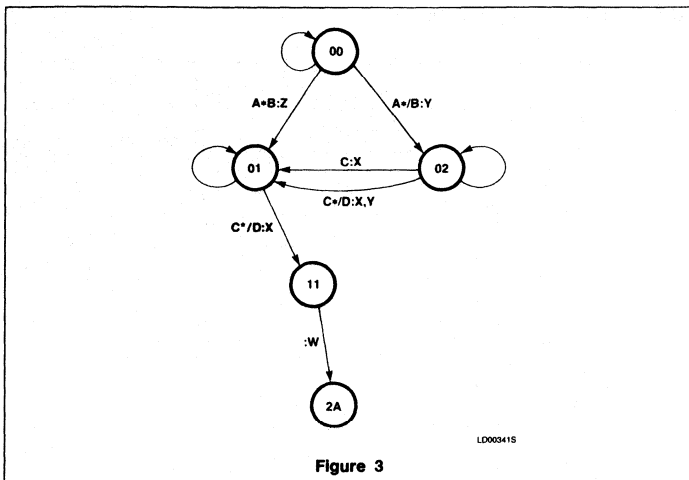 00
A*B:Z
A*/B:Y
01
C:X
02
C*/D:X,Y
C*/D:X
11
:W
2A
LD00341S
Figure 3